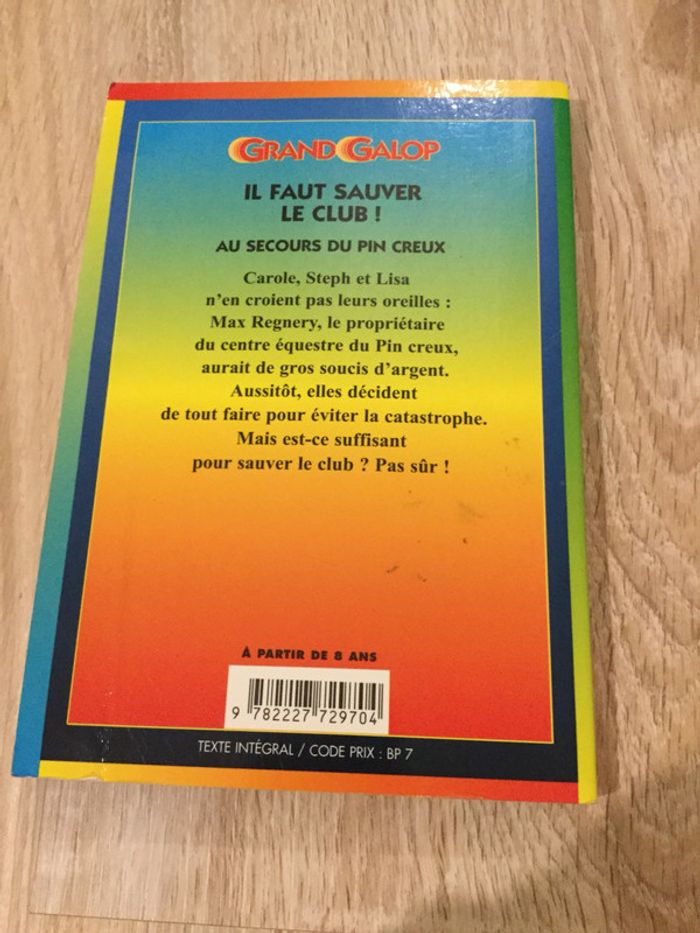 GRAND GALOP
IL FAUT SAUVER
LE CLUB !
AU SECOURS DU PIN CREUX
Carole, Steph et Lisa
n'en croient pas leurs oreilles :
Max Regnery, le propriétaire
du centre équestre du Pin creux,
aurait de gros soucis d'argent.
Aussitôt, elles décident
de tout faire pour éviter la catastrophe.
Mais est-ce suffisant
pour sauver le club ? Pas sûr !
À PARTIR DE 8 ANS
9 782227 729704
TEXTE INTÉGRAL / CODE PRIX : BP 7